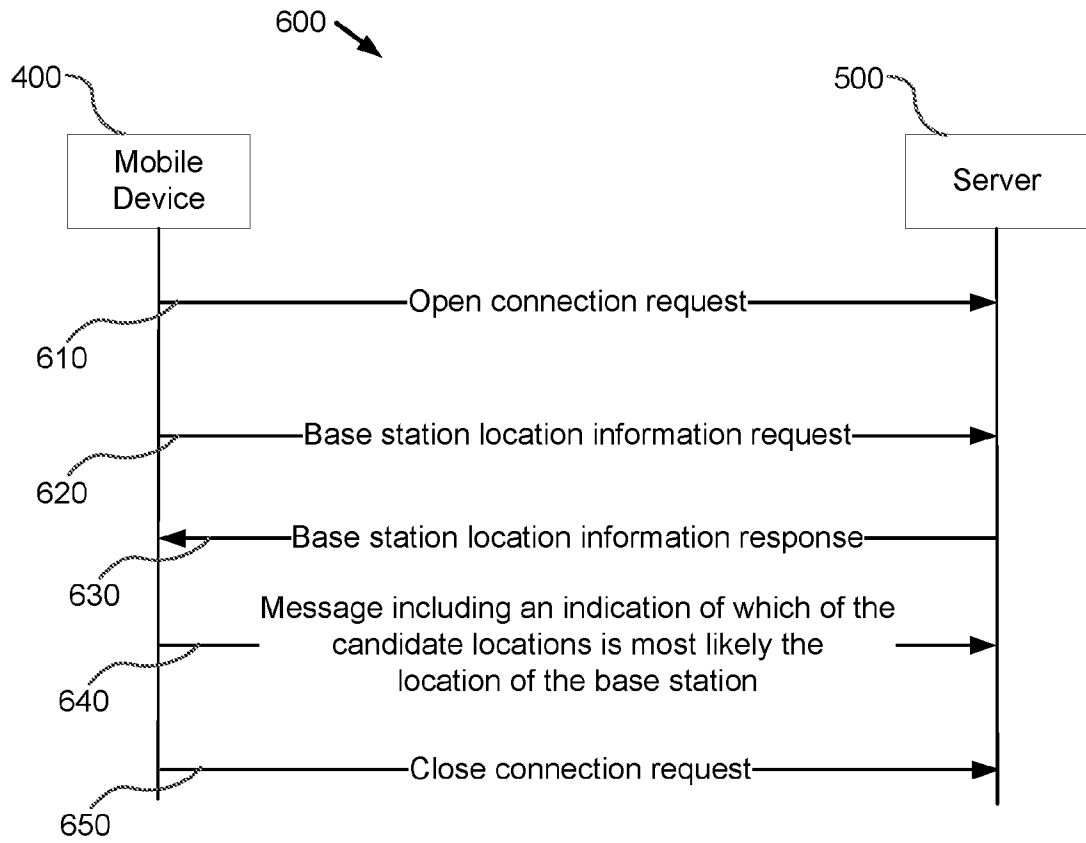 600
400
500
Mobile
Device
Server
Open connection request
610
Base station location information request
620
Base station location information response
630
Message including an indication of which of the
candidate locations is most likely the
location of the base station
640
Close connection request
650